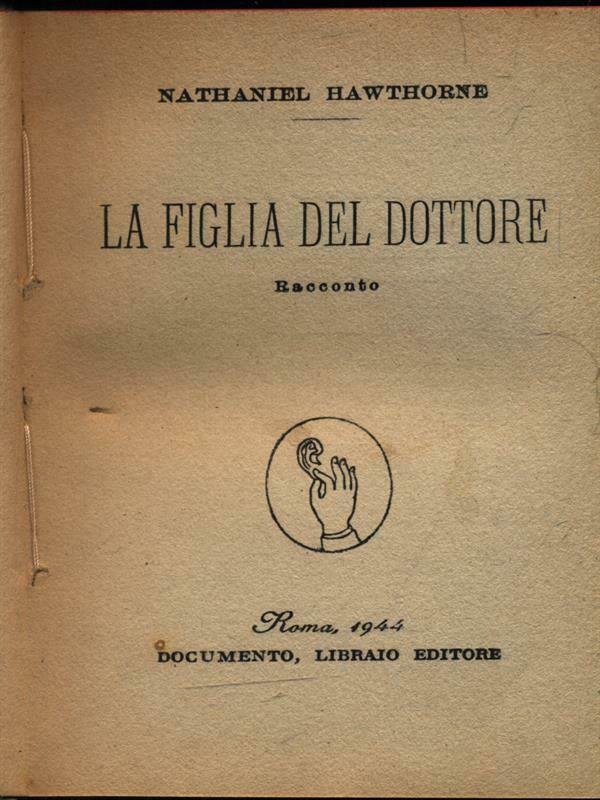 NATHANIEL HAWTHORNE
LA FIGLIA DEL DOTTORE
Racconto
Roma, 1944
DOCUMENTO, LIBRAIO EDITORE